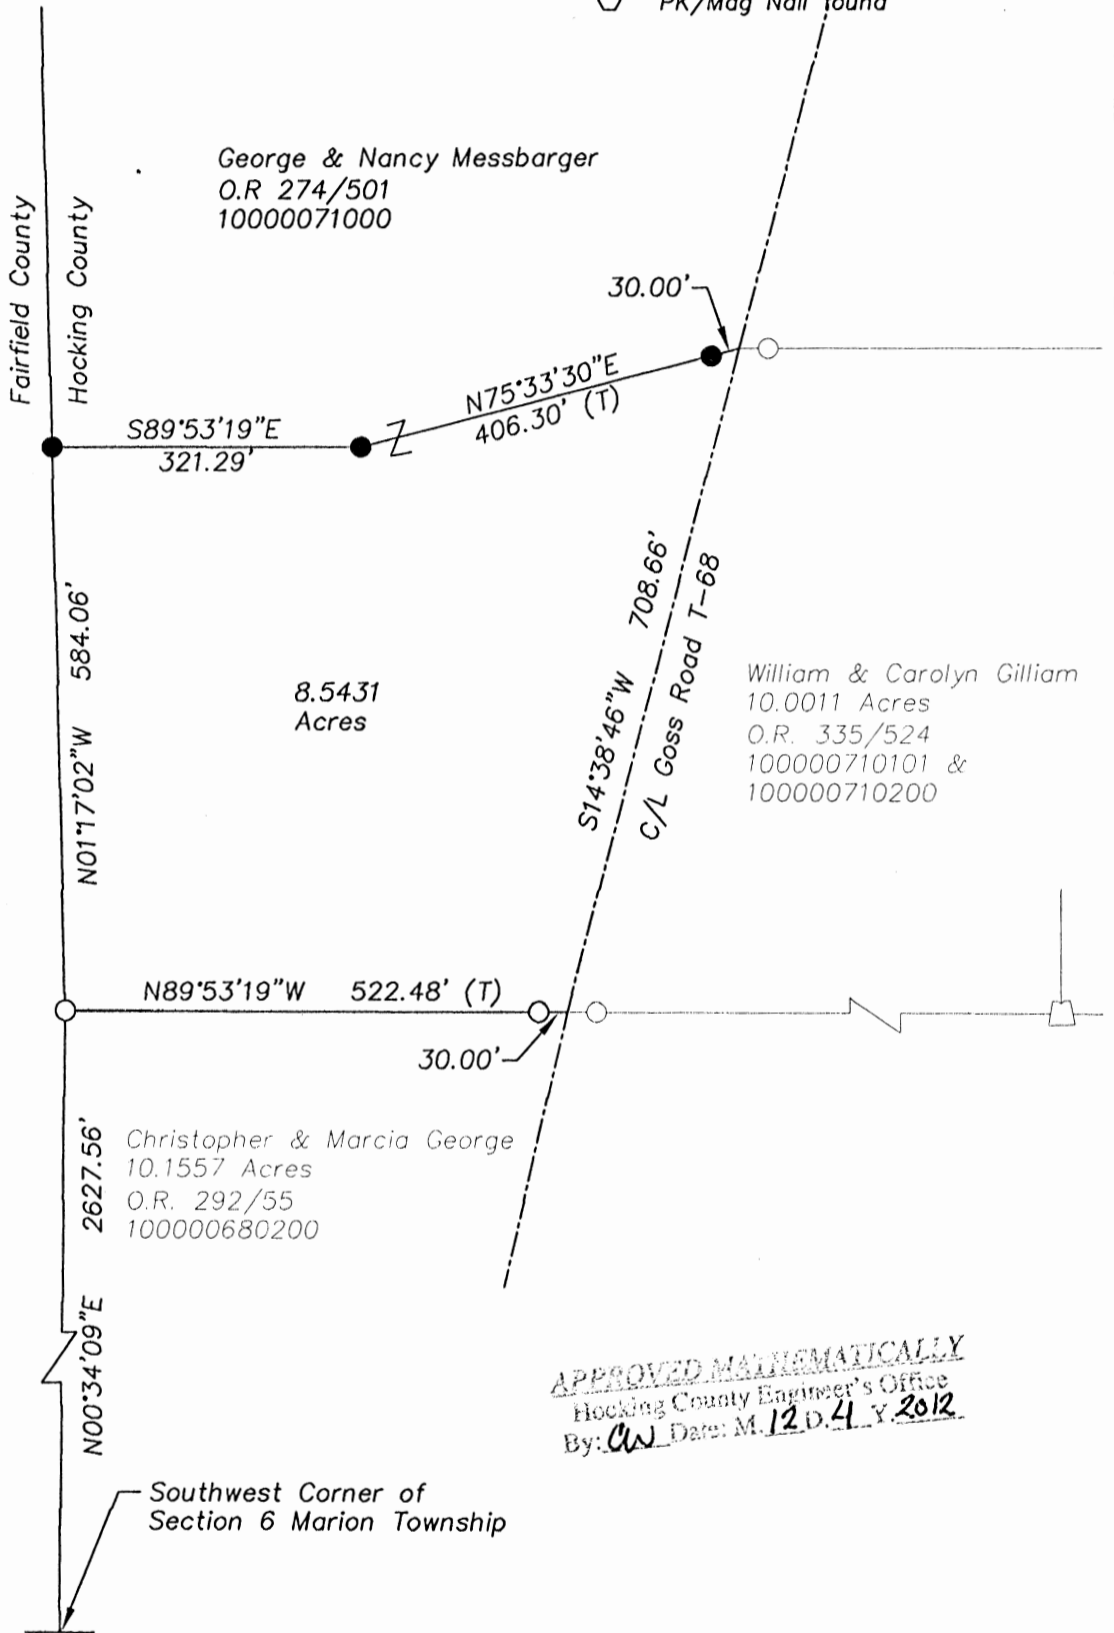 PK/Mag Nail found
George & Nancy Messbarger
O.R 274/501
10000071000
Fairfield County
Hocking County
30.00'
N75°33'30"E
406.30' (T)
S89°53'19"E
321.29'
N01°17'02"W 584.06'
8.5431
Acres
S14°38'46"W 708.66'
C/L Goss Road T-68
William & Carolyn Gilliam
10.0011 Acres
O.R. 335/524
100000710101 &
100000710200
N89°53'19"W 522.48' (T)
30.00'
Christopher & Marcia George
10.1557 Acres
O.R. 292/55
100000680200
N00°34'09"E 2627.56'
APPROVED MATHEMATICALLY
Hocking County Engineer's Office
By: CW Date: M. 12 D. 4 Y. 2012
Southwest Corner of
Section 6 Marion Township